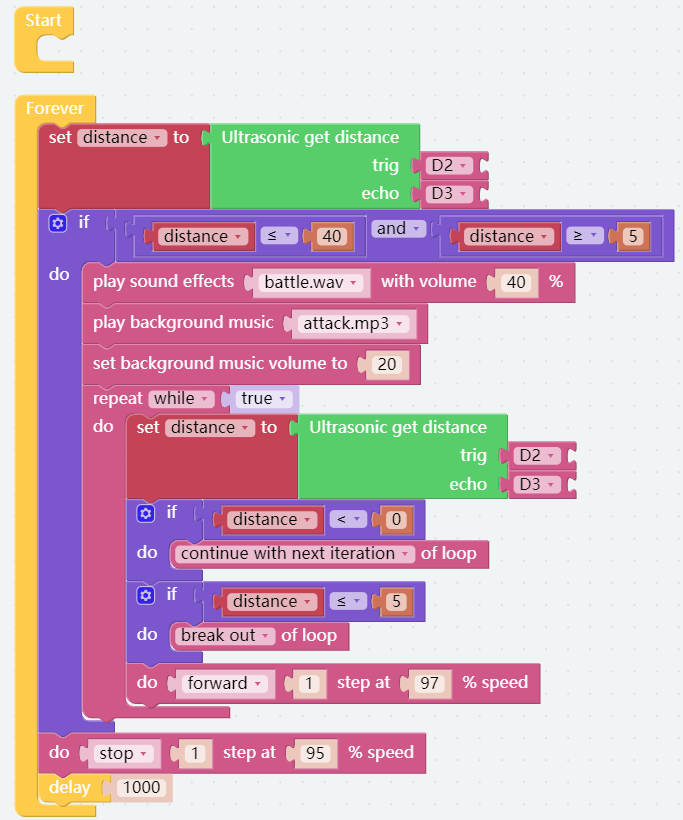 Start
Forever
set distance to Ultrasonic get distance
trig D2
echo D3
if distance ≤ 40 and distance ≥ 5
do play sound effects battle.wav with volume 40 %
play background music attack.mp3
set background music volume to 20
repeat while true
do set distance to Ultrasonic get distance
trig D2
echo D3
if distance < 0
do continue with next iteration of loop
if distance ≤ 5
do break out of loop
do forward 1 step at 97 % speed
do stop 1 step at 95 % speed
delay 1000